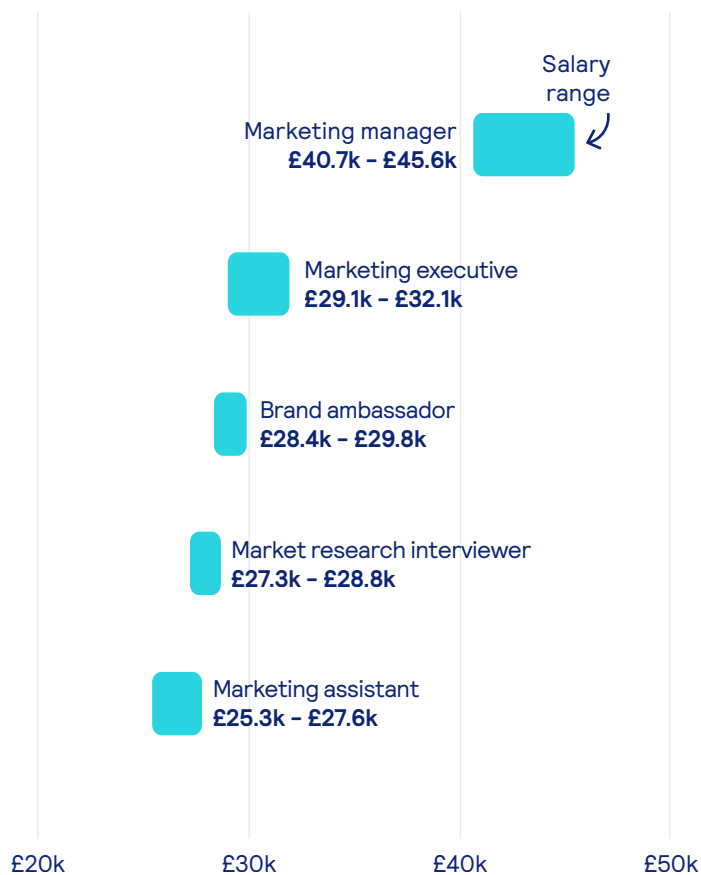 Salary
range
Marketing manager
£40.7k – £45.6k
Marketing executive
£29.1k – £32.1k
Brand ambassador
£28.4k – £29.8k
Market research interviewer
£27.3k – £28.8k
Marketing assistant
£25.3k – £27.6k
£20k £30k £40k £50k